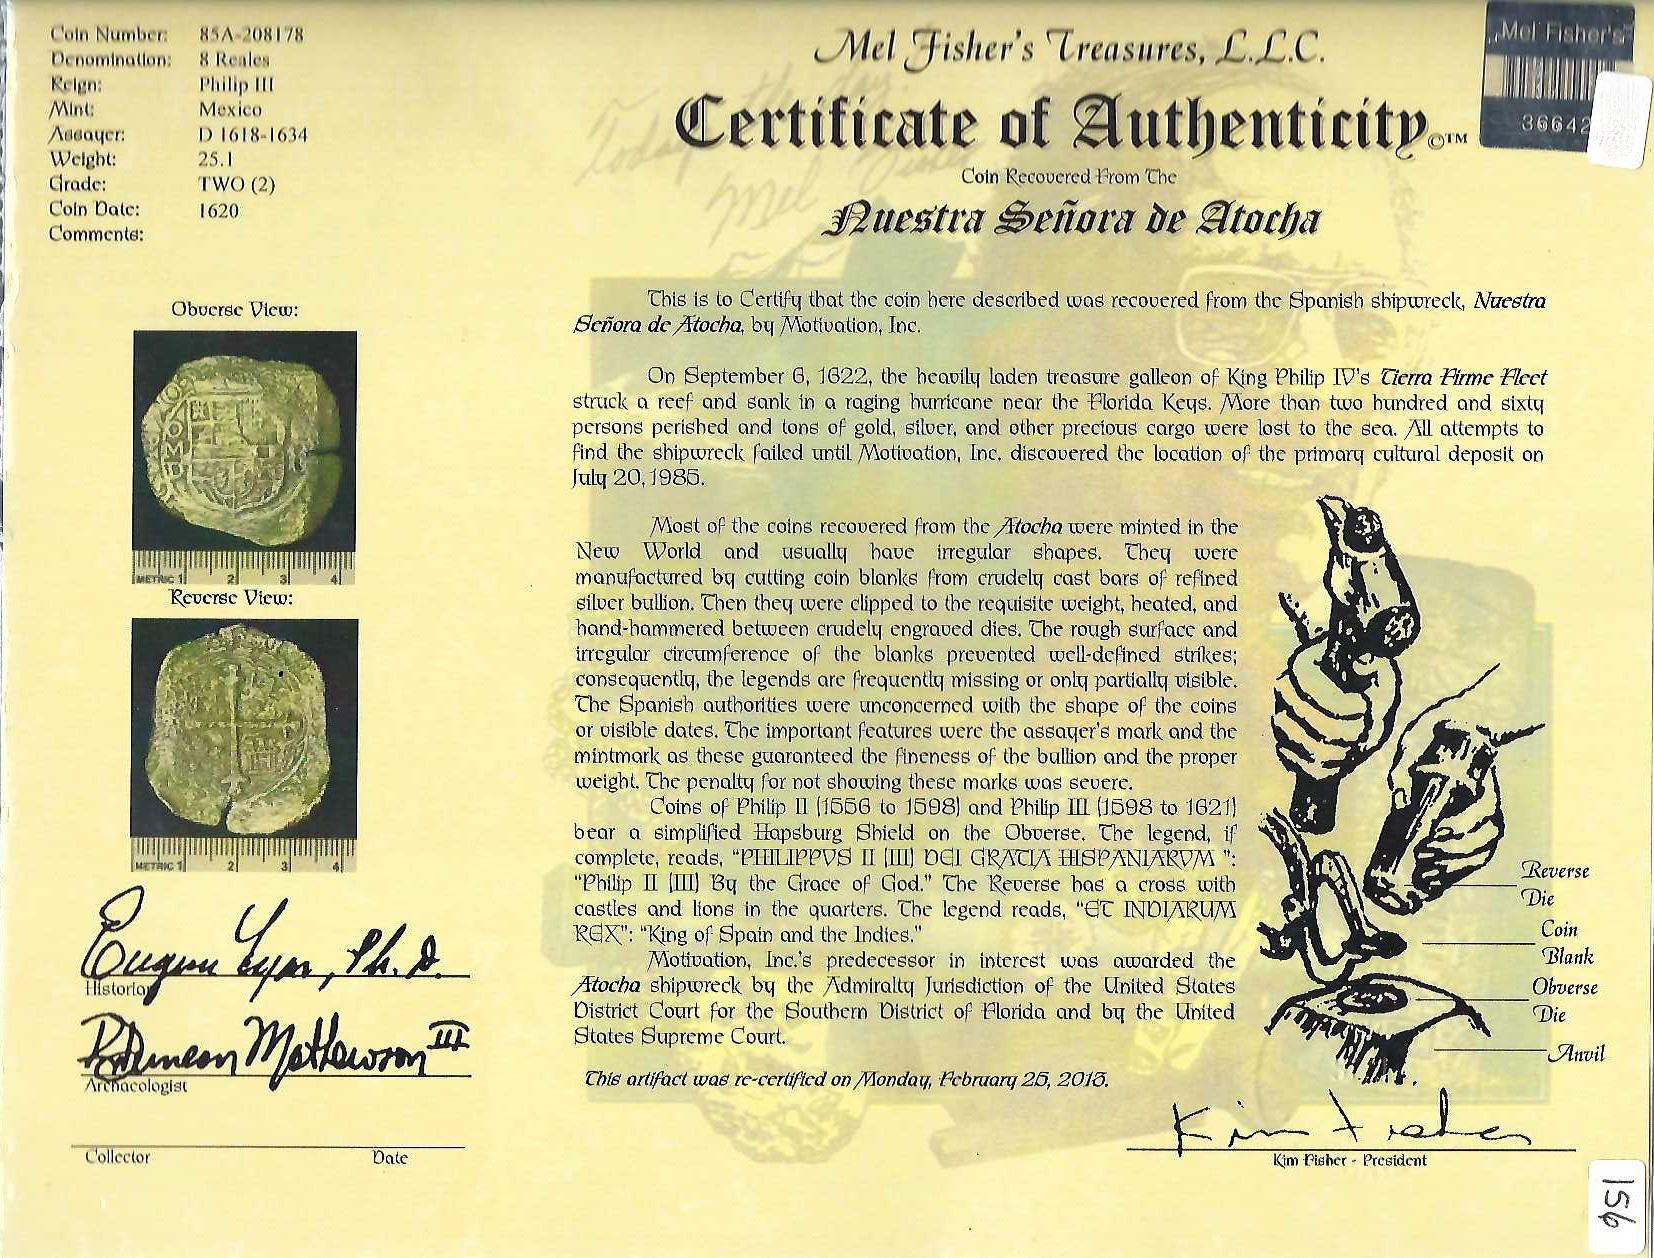 Coin Number: 85A-208178
Denomination: 8 Reales
Reign: Philip III
Mint: Mexico
Assayer: D 1618-1634
Weight: 25.1
Grade: TWO (2)
Coin Date: 1620
Comments:
Mel Fisher's Treasures, L.L.C.
Certificate of Authenticity©™
Coin Recovered From The
Nuestra Señora de Atocha
Mel Fisher's
36642
This is to Certify that the coin here described was recovered from the Spanish shipwreck, Nuestra
Señora de Atocha, by Motivation, Inc.
On September 6, 1622, the heavily laden treasure galleon of King Philip IV's Tierra Firme Fleet
struck a reef and sank in a raging hurricane near the Florida Keys. More than two hundred and sixty
persons perished and tons of gold, silver, and other precious cargo were lost to the sea. All attempts to
find the shipwreck failed until Motivation, Inc. discovered the location of the primary cultural deposit on
July 20, 1985.
Most of the coins recovered from the Atocha were minted in the
New World and usually have irregular shapes. They were
manufactured by cutting coin blanks from crudely cast bars of refined
silver bullion. Then they were clipped to the requisite weight, heated, and
hand-hammered between crudely engraved dies. The rough surface and
irregular circumference of the blanks prevented well-defined strikes;
consequently, the legends are frequently missing or only partially visible.
The Spanish authorities were unconcerned with the shape of the coins
or visible dates. The important features were the assayer's mark and the
mintmark as these guaranteed the fineness of the bullion and the proper
weight. The penalty for not showing these marks was severe.
Coins of Philip II (1556 to 1598) and Philip III (1598 to 1621)
bear a simplified Hapsburg Shield on the Obverse. The legend, if
complete, reads, "PHILIPPVS II (III) DEI GRATIA HISPANIARVM ":
"Philip II (III) By the Grace of God." The Reverse has a cross with
castles and lions in the quarters. The legend reads, "ET INDIARUM
REX": "King of Spain and the Indies."
Motivation, Inc.'s predecessor in interest was awarded the
Atocha shipwreck by the Admiralty Jurisdiction of the United States
District Court for the Southern District of Florida and by the United
States Supreme Court.
This artifact was re-certified on Monday, February 25, 2013.
Obverse View:
METRIC 1 2 3 4
Reverse View:
METRIC 1 2 3 4
Eugene Lyon, Ph.D.
Historian
R Duncan Mathewson III
Archaeologist
Collector Date
Reverse
Die
Coin
Blank
Obverse
Die
Anvil
Kim Fisher
Kim Fisher - President
156